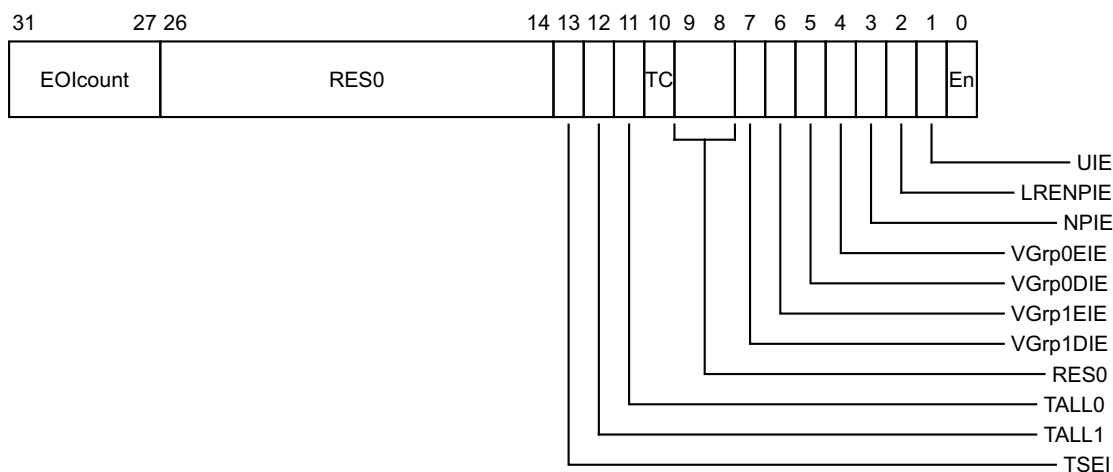 31 27 26 14 13 12 11 10 9 8 7 6 5 4 3 2 1 0
EOIcount RES0 TC En
UIE
LRENPIE
NPIE
VGrp0EIE
VGrp0DIE
VGrp1EIE
VGrp1DIE
RES0
TALL0
TALL1
TSEI